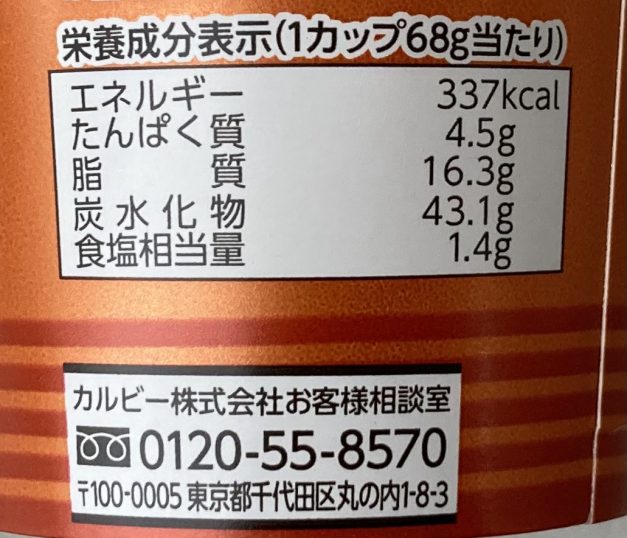 栄養成分表示(1カップ68g当たり)
エネルギー 337kcal
たんぱく質 4.5g
脂質 16.3g
炭水化物 43.1g
食塩相当量 1.4g
カルビー株式会社お客様相談室
0120-55-8570
〒100-0005 東京都千代田区丸の内1-8-3